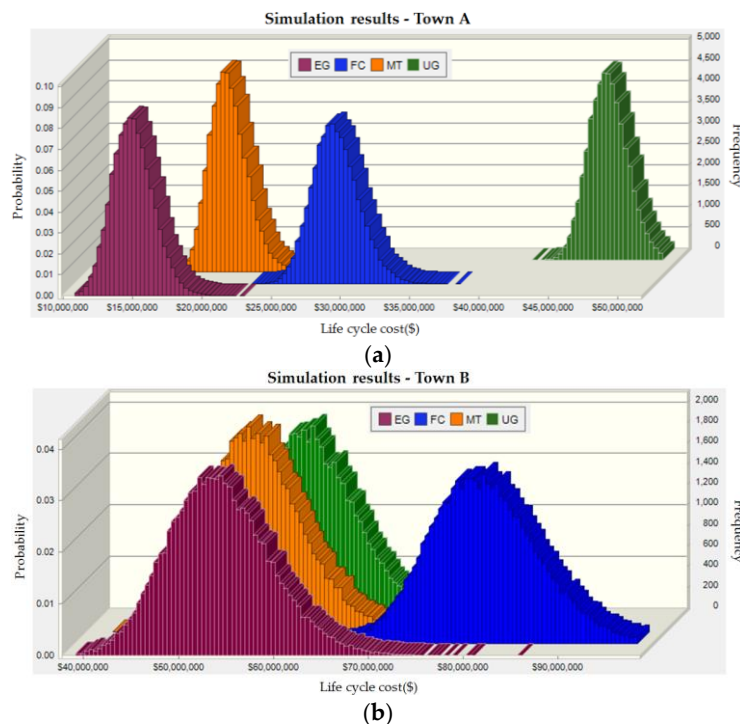 Simulation results - Town A
EG FC MT UG
5,000
4,500
4,000
3,500
3,000
2,500
2,000
1,500
1,000
500
0
Frequency
0.10
0.09
0.08
0.07
0.06
0.05
0.04
0.03
0.02
0.01
0.00
Probability
$10,000,000 $15,000,000 $20,000,000 $25,000,000 $30,000,000 $35,000,000 $40,000,000 $45,000,000 $50,000,000
Life cycle cost($)
(a)
Simulation results - Town B
EG FC MT UG
2,000
1,800
1,600
1,400
1,200
1,000
800
600
400
200
0
Frequency
0.04
0.03
0.02
0.01
0.00
Probability
$40,000,000 $50,000,000 $60,000,000 $70,000,000 $80,000,000 $90,000,000
Life cycle cost($)
(b)